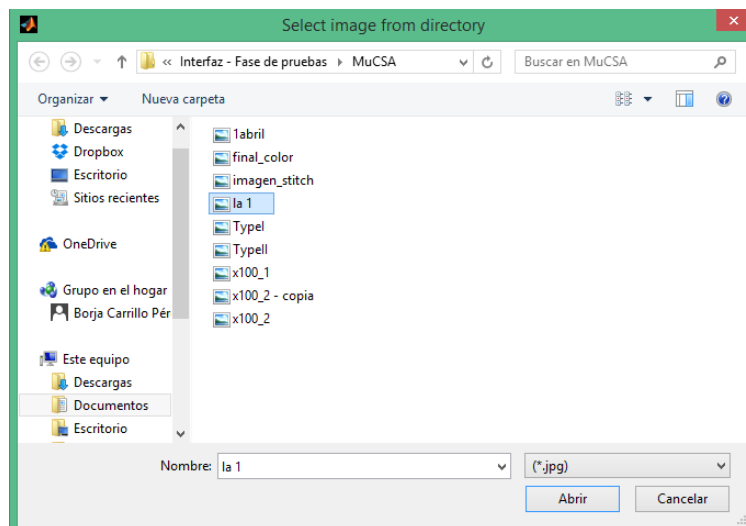 Select image from directory
« Interfaz - Fase de pruebas MuCSA Buscar en MuCSA
Organizar Nueva carpeta
Descargas
Dropbox
Escritorio
Sitios recientes
OneDrive
Grupo en el hogar
Borja Carrillo Pér
Este equipo
Descargas
Documentos
Escritorio
1abril
final_color
imagen_stitch
la 1
TypeI
TypeII
x100_1
x100_2 - copia
x100_2
Nombre: la 1 (*.jpg)
Abrir Cancelar